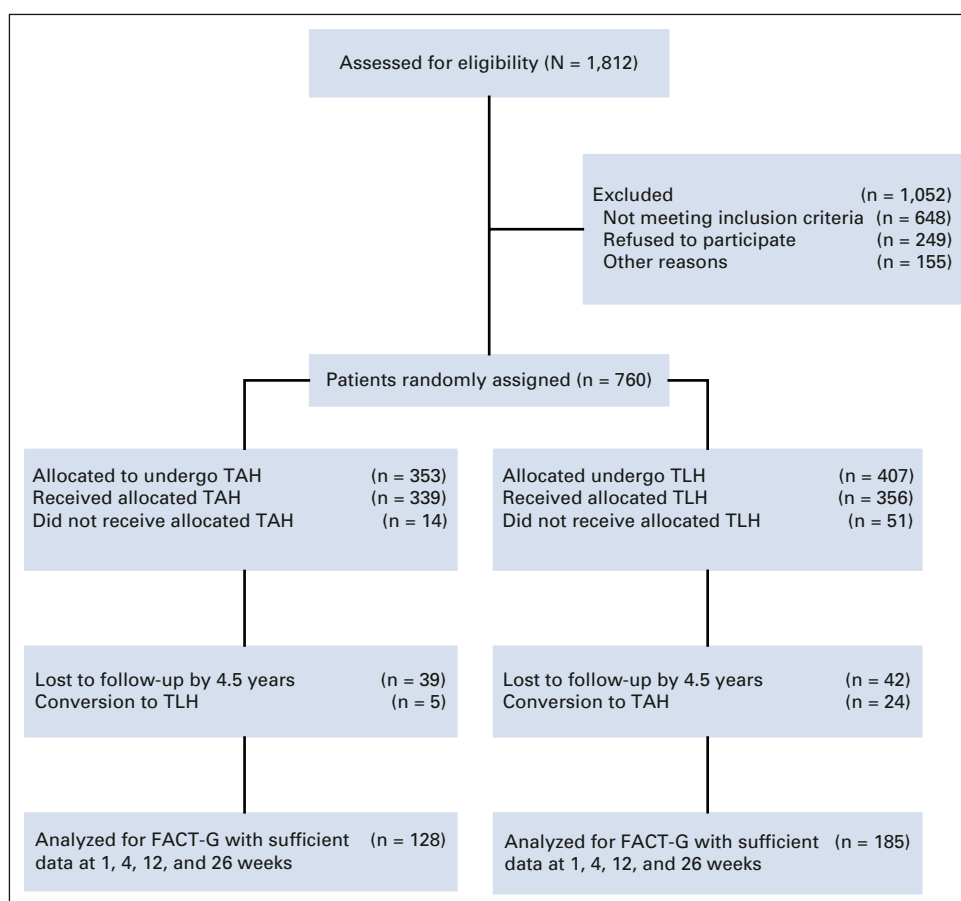 Assessed for eligibility (N = 1,812)
Excluded (n = 1,052)
Not meeting inclusion criteria (n = 648)
Refused to participate (n = 249)
Other reasons (n = 155)
Patients randomly assigned (n = 760)
Allocated to undergo TAH (n = 353)
Received allocated TAH (n = 339)
Did not receive allocated TAH (n = 14)
Allocated undergo TLH (n = 407)
Received allocated TLH (n = 356)
Did not receive allocated TLH (n = 51)
Lost to follow-up by 4.5 years (n = 39)
Conversion to TLH (n = 5)
Lost to follow-up by 4.5 years (n = 42)
Conversion to TAH (n = 24)
Analyzed for FACT-G with sufficient (n = 128)
data at 1, 4, 12, and 26 weeks
Analyzed for FACT-G with sufficient (n = 185)
data at 1, 4, 12, and 26 weeks